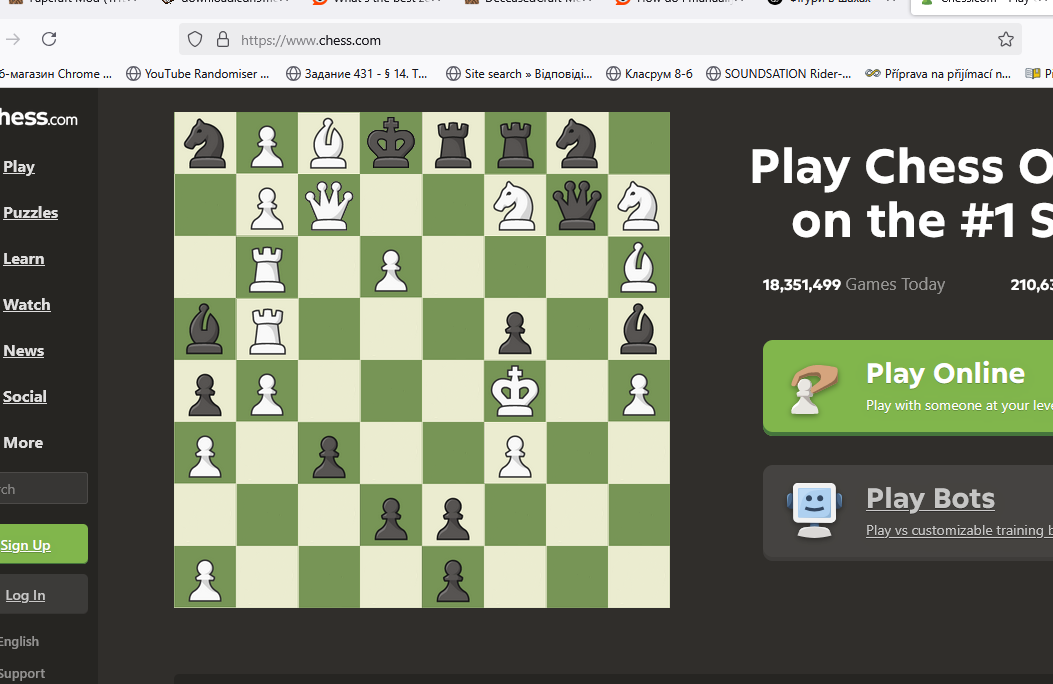 https://www.chess.com
б-магазин Chrome ...
YouTube Randomiser ...
Задание 431 - § 14. Т...
Site search » Відповіді...
Класрум 8-б
SOUNDSATION Rider-...
Příprava na přijímací n...
hess.com
Play
Puzzles
Learn
Watch
News
Social
More
rch
Sign Up
Log In
English
Support
Play Chess O
on the #1 S
18,351,499 Games Today
210,63
Play Online
Play with someone at your leve
Play Bots
Play vs customizable training b